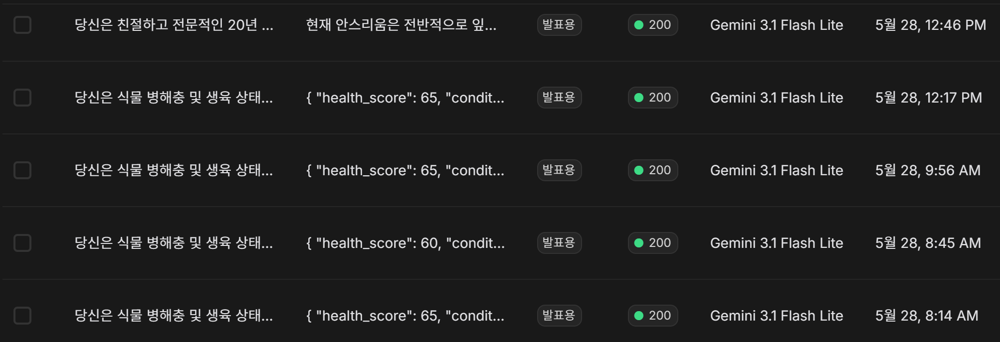 당신은 친절하고 전문적인 20년 ... 현재 안스리움은 전반적으로 잎... 발표용 200 Gemini 3.1 Flash Lite 5월 28, 12:46 PM
당신은 식물 병해충 및 생육 상태... { "health_score": 65, "condit... 발표용 200 Gemini 3.1 Flash Lite 5월 28, 12:17 PM
당신은 식물 병해충 및 생육 상태... { "health_score": 65, "condit... 발표용 200 Gemini 3.1 Flash Lite 5월 28, 9:56 AM
당신은 식물 병해충 및 생육 상태... { "health_score": 60, "condit... 발표용 200 Gemini 3.1 Flash Lite 5월 28, 8:45 AM
당신은 식물 병해충 및 생육 상태... { "health_score": 65, "condit... 발표용 200 Gemini 3.1 Flash Lite 5월 28, 8:14 AM